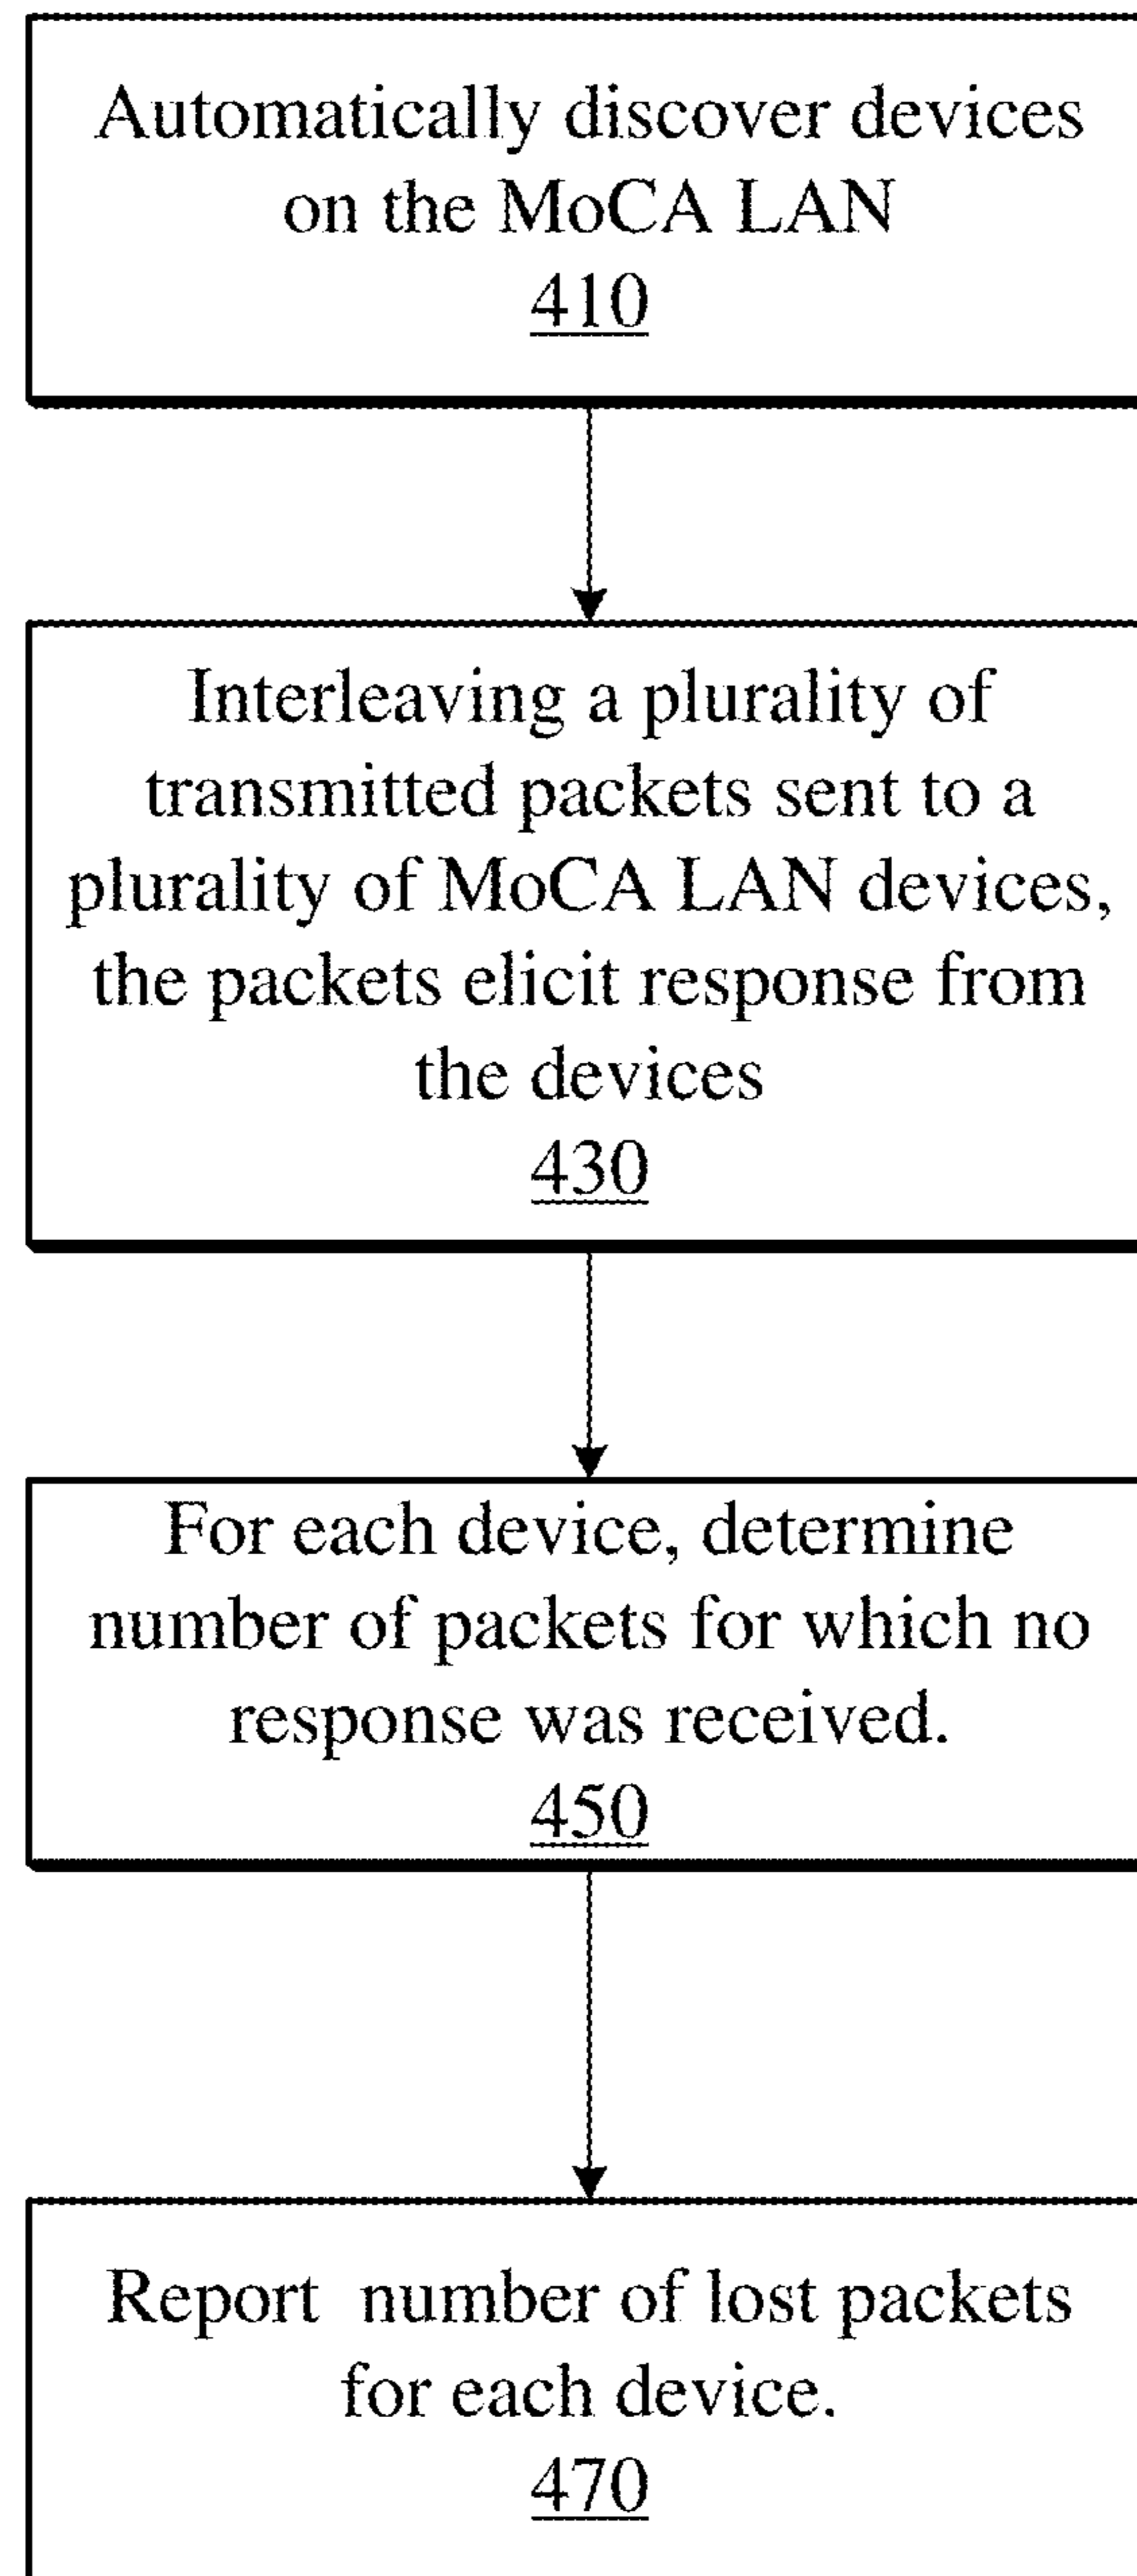 Automatically discover devices
on the MoCA LAN
410
Interleaving a plurality of
transmitted packets sent to a
plurality of MoCA LAN devices,
the packets elicit response from
the devices
430
For each device, determine
number of packets for which no
response was received.
450
Report number of lost packets
for each device.
470